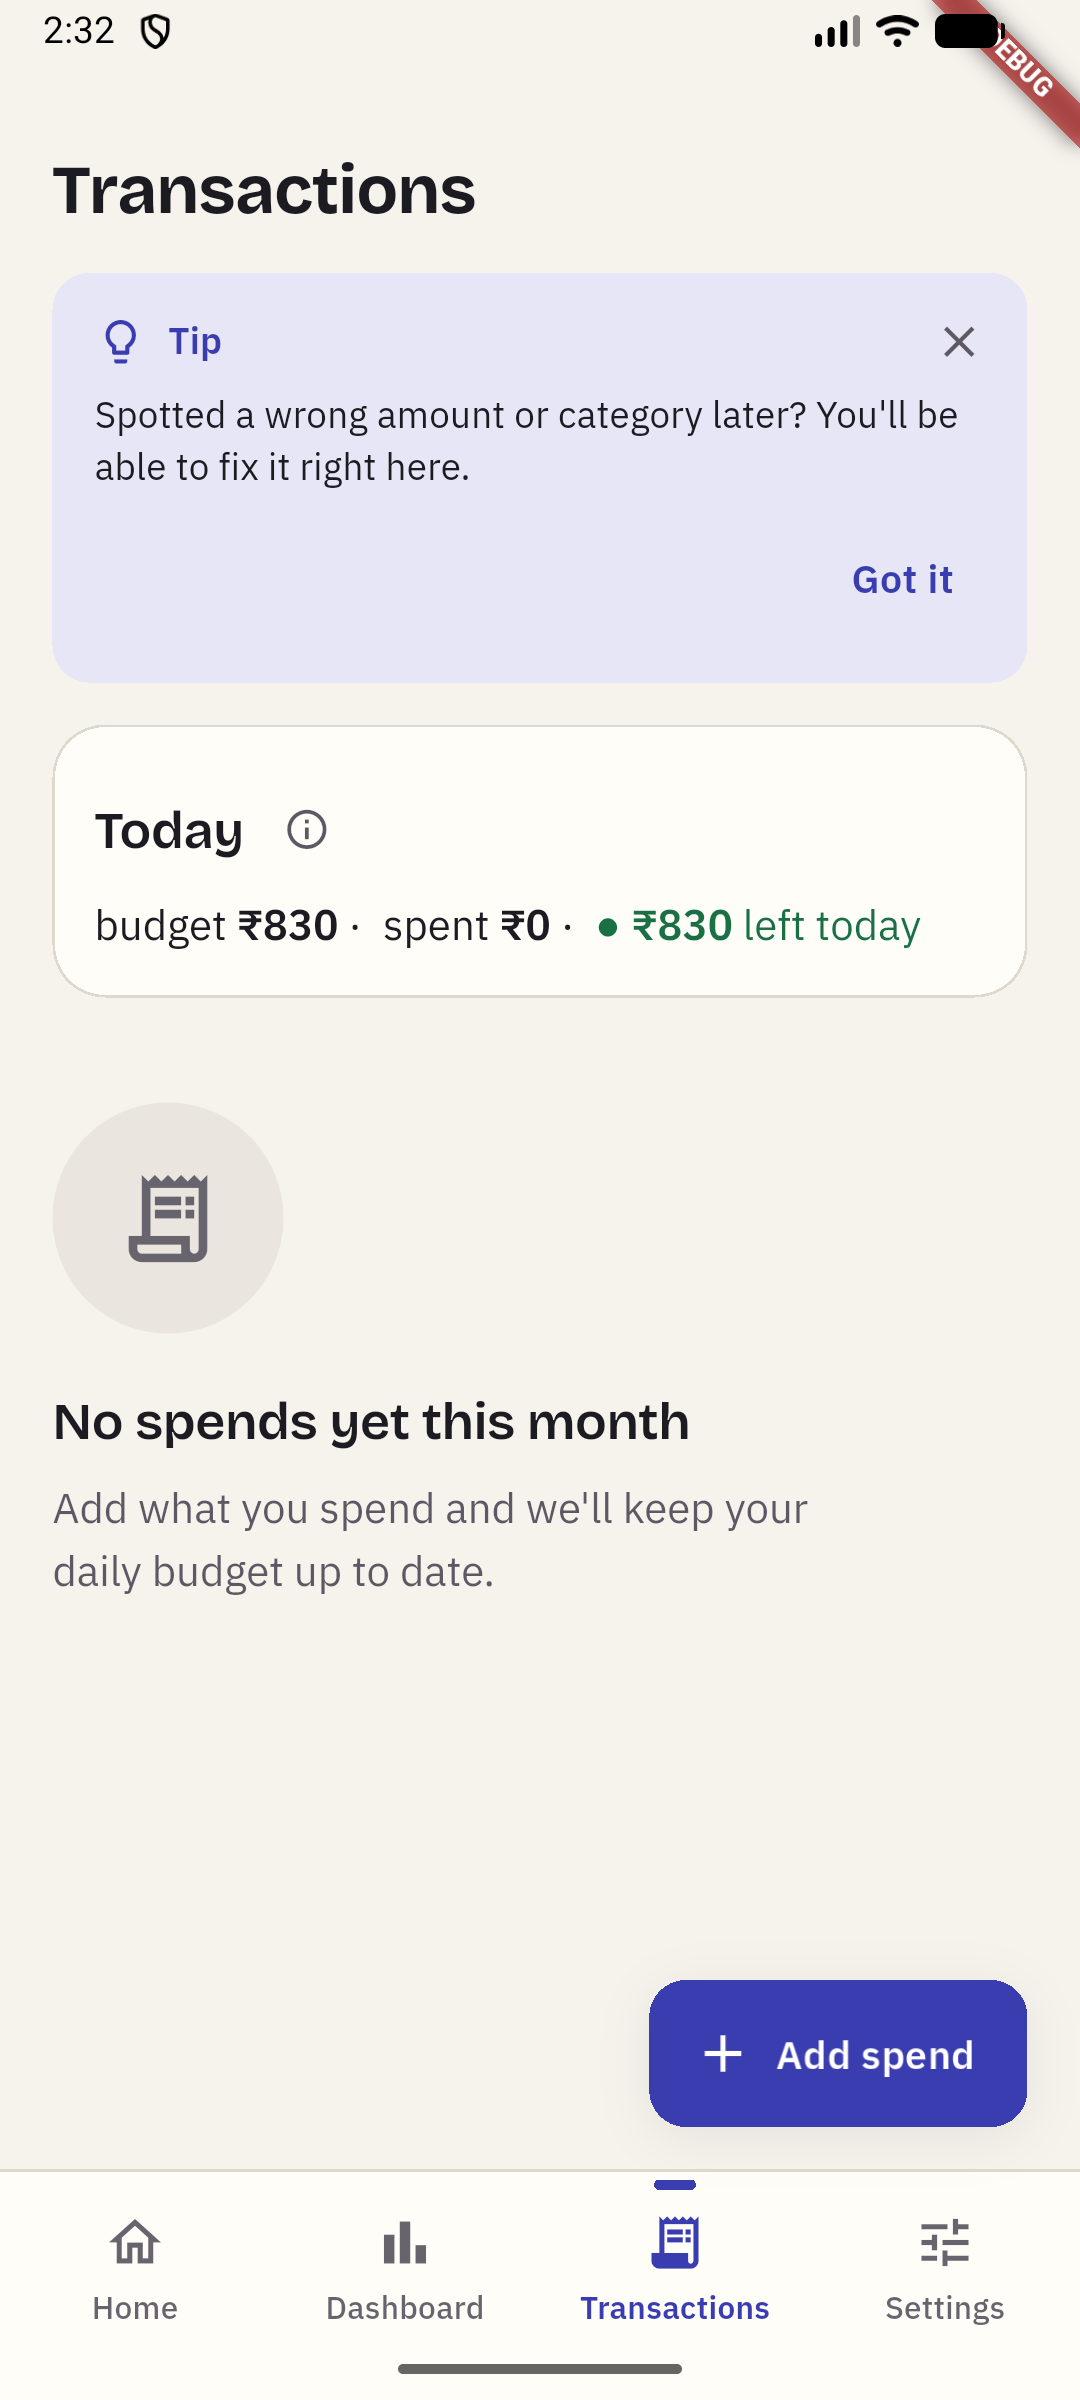 2:32
EBUG
Transactions
Tip
Spotted a wrong amount or category later? You'll be
able to fix it right here.
Got it
Today
budget ₹830 · spent ₹0 · ● ₹830 left today
No spends yet this month
Add what you spend and we'll keep your
daily budget up to date.
+ Add spend
Home
Dashboard
Transactions
Settings